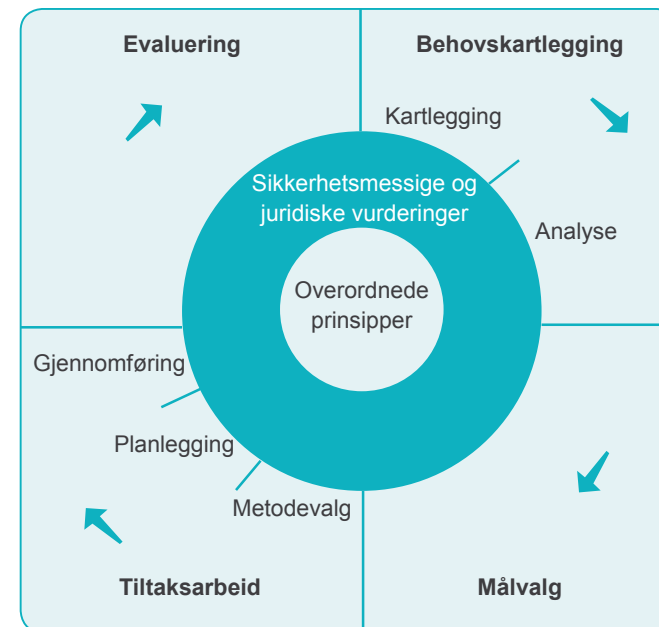 Evaluering
Behovskartlegging
Kartlegging
Sikkerhetsmessige og
juridiske vurderinger
Analyse
Overordnede
prinsipper
Gjennomføring
Planlegging
Metodevalg
Tiltaksarbeid
Målvalg